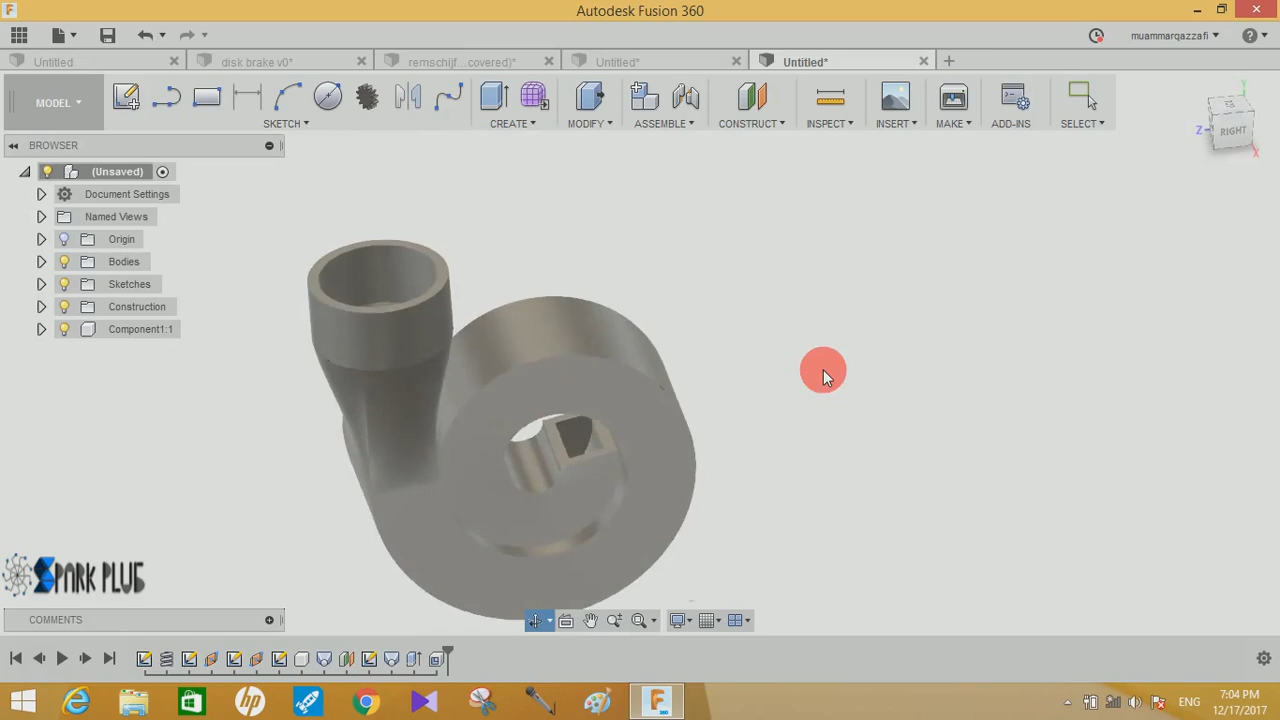 Autodesk Fusion 360
muammarqazzafi
Untitled
disk brake v0*
remschijf...covered)*
Untitled*
Untitled*
MODEL
SKETCH
CREATE
MODIFY
ASSEMBLE
CONSTRUCT
INSPECT
INSERT
MAKE
ADD-INS
SELECT
Z
Y
RIGHT
X
BROWSER
(Unsaved)
Document Settings
Named Views
Origin
Bodies
Sketches
Construction
Component1:1
SPARK PLUG
COMMENTS
F
360
ENG
7:04 PM
12/17/2017